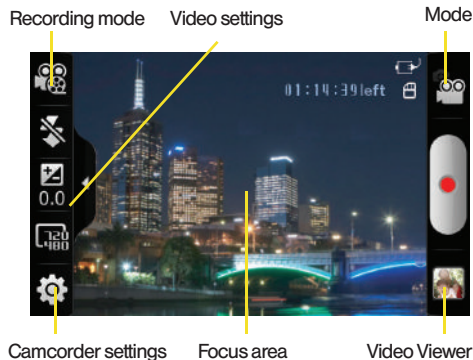 Recording mode
Video settings
Mode
01:14:39left
0.0
720
480
Camcorder settings
Focus area
Video Viewer